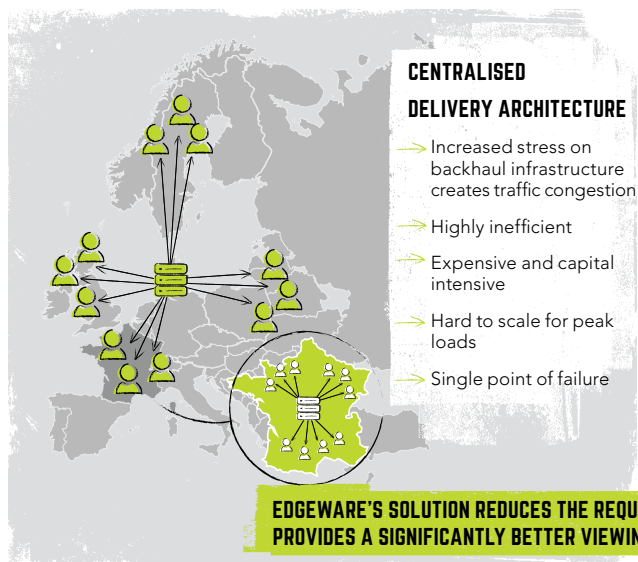 CENTRALISED
DELIVERY ARCHITECTURE
Increased stress on
backhaul infrastructure
creates traffic congestion
Highly inefficient
Expensive and capital
intensive
Hard to scale for peak
loads
Single point of failure
EDGEWARE'S SOLUTION REDUCES THE REQU
PROVIDES A SIGNIFICANTLY BETTER VIEWIN